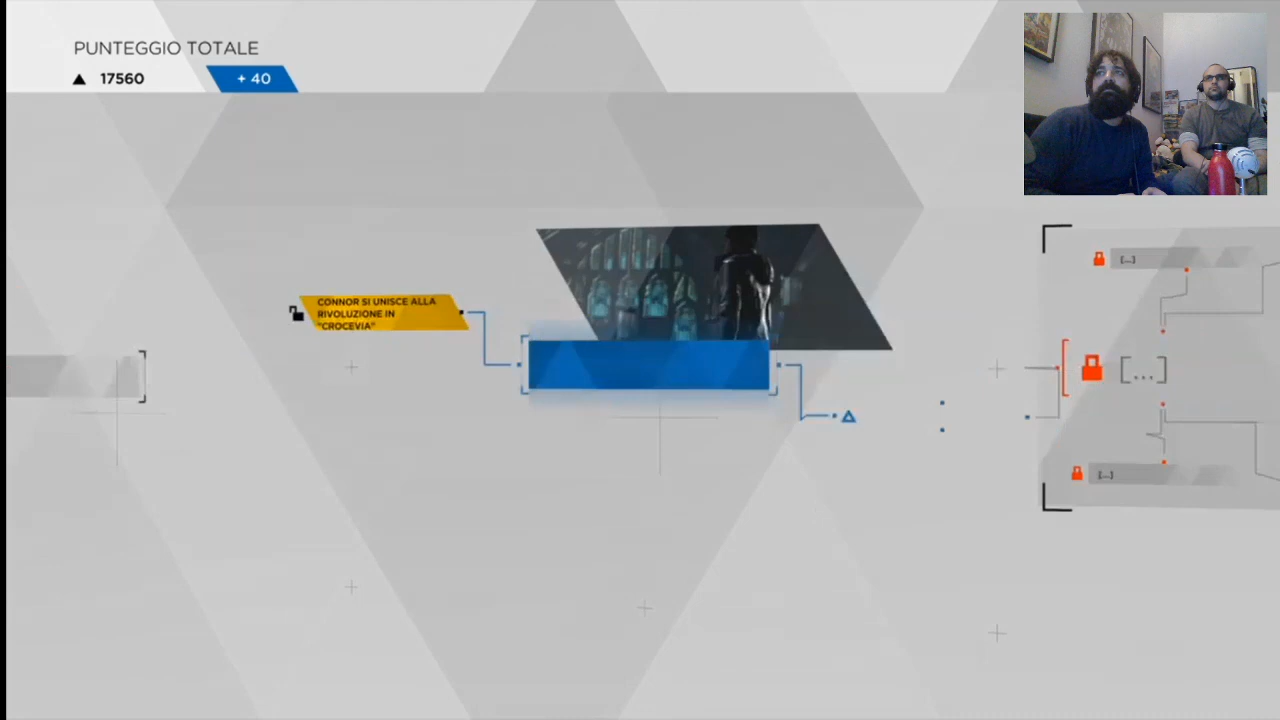 PUNTEGGIO TOTALE
▲ 17560
+ 40
CONNOR SI UNISCE ALLA
RIVOLUZIONE IN
"CROCEVIA"
[...]
[...]
[...]